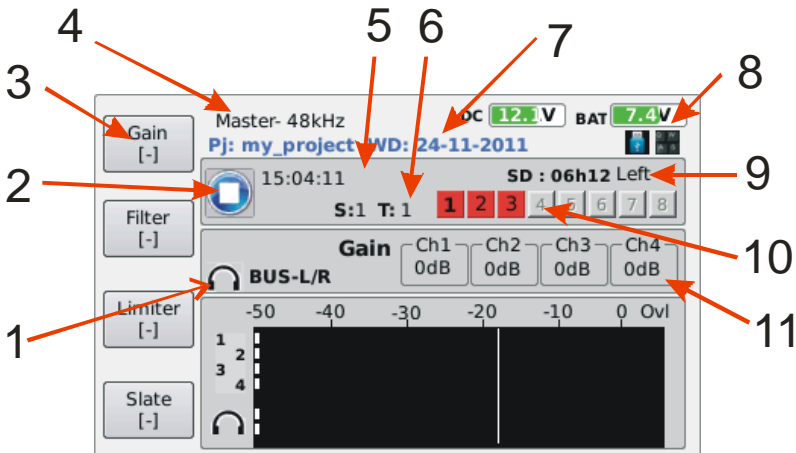 4
5
6
7
8
3
Gain
[-]
Master- 48kHz
DC 12.1V BAT 7.4V
Pj: my_project WD: 24-11-2011
2
15:04:11
SD : 06h12 Left
9
S:1 T: 1
1 2 3 4 5 6 7 8
Filter
[-]
10
Gain
Ch1 Ch2 Ch3 Ch4
0dB 0dB 0dB 0dB
BUS-L/R
1
Limiter
[-]
11
-50 -40 -30 -20 -10 0 Ovl
1
2
3
4
Slate
[-]